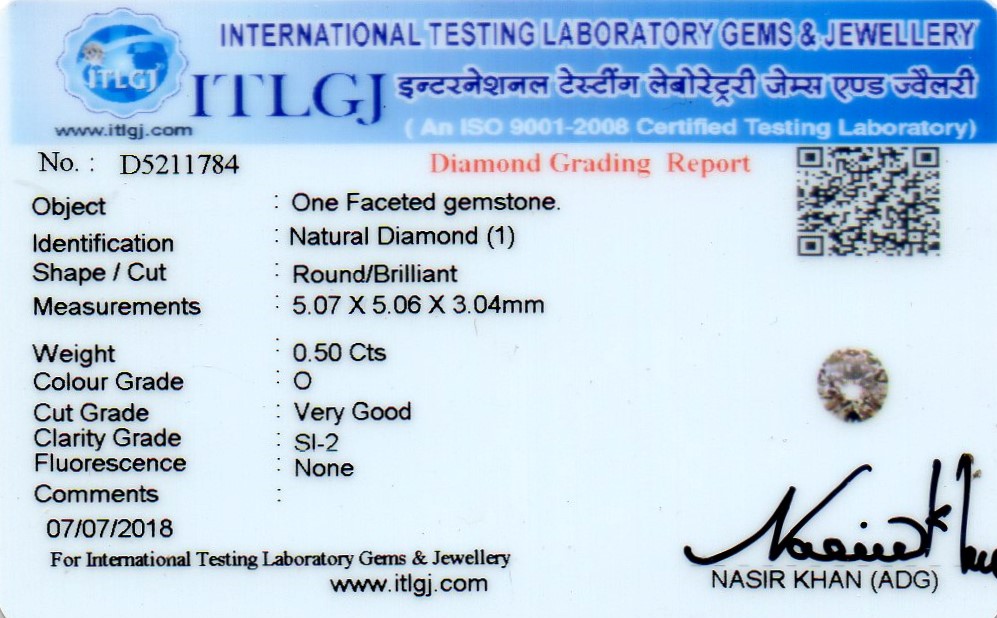 INTERNATIONAL TESTING LABORATORY GEMS & JEWELLERY
ITLGJ
ITLGJ
इन्टरनेशनल टेस्टींग लेबोरेट्ररी जेम्स एण्ड ज्वैलरी
www.itlgj.com
( An ISO 9001-2008 Certified Testing Laboratory)
No. : D5211784
Diamond Grading Report
Object : One Faceted gemstone.
Identification : Natural Diamond (1)
Shape / Cut : Round/Brilliant
Measurements : 5.07 X 5.06 X 3.04mm
Weight : 0.50 Cts
Colour Grade : O
Cut Grade : Very Good
Clarity Grade : SI-2
Fluorescence : None
Comments :
07/07/2018
For International Testing Laboratory Gems & Jewellery
www.itlgj.com
NASIR KHAN (ADG)